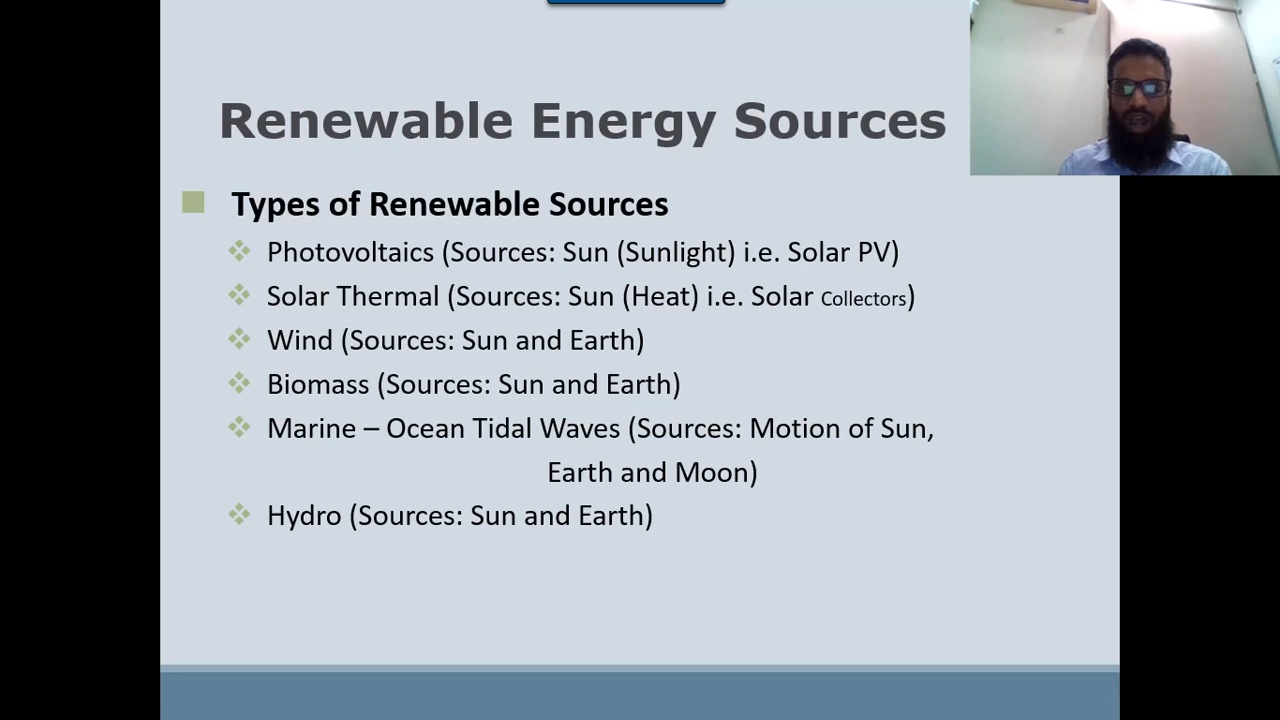 Renewable Energy Sources
Types of Renewable Sources
Photovoltaics (Sources: Sun (Sunlight) i.e. Solar PV)
Solar Thermal (Sources: Sun (Heat) i.e. Solar Collectors)
Wind (Sources: Sun and Earth)
Biomass (Sources: Sun and Earth)
Marine – Ocean Tidal Waves (Sources: Motion of Sun,
Earth and Moon)
Hydro (Sources: Sun and Earth)